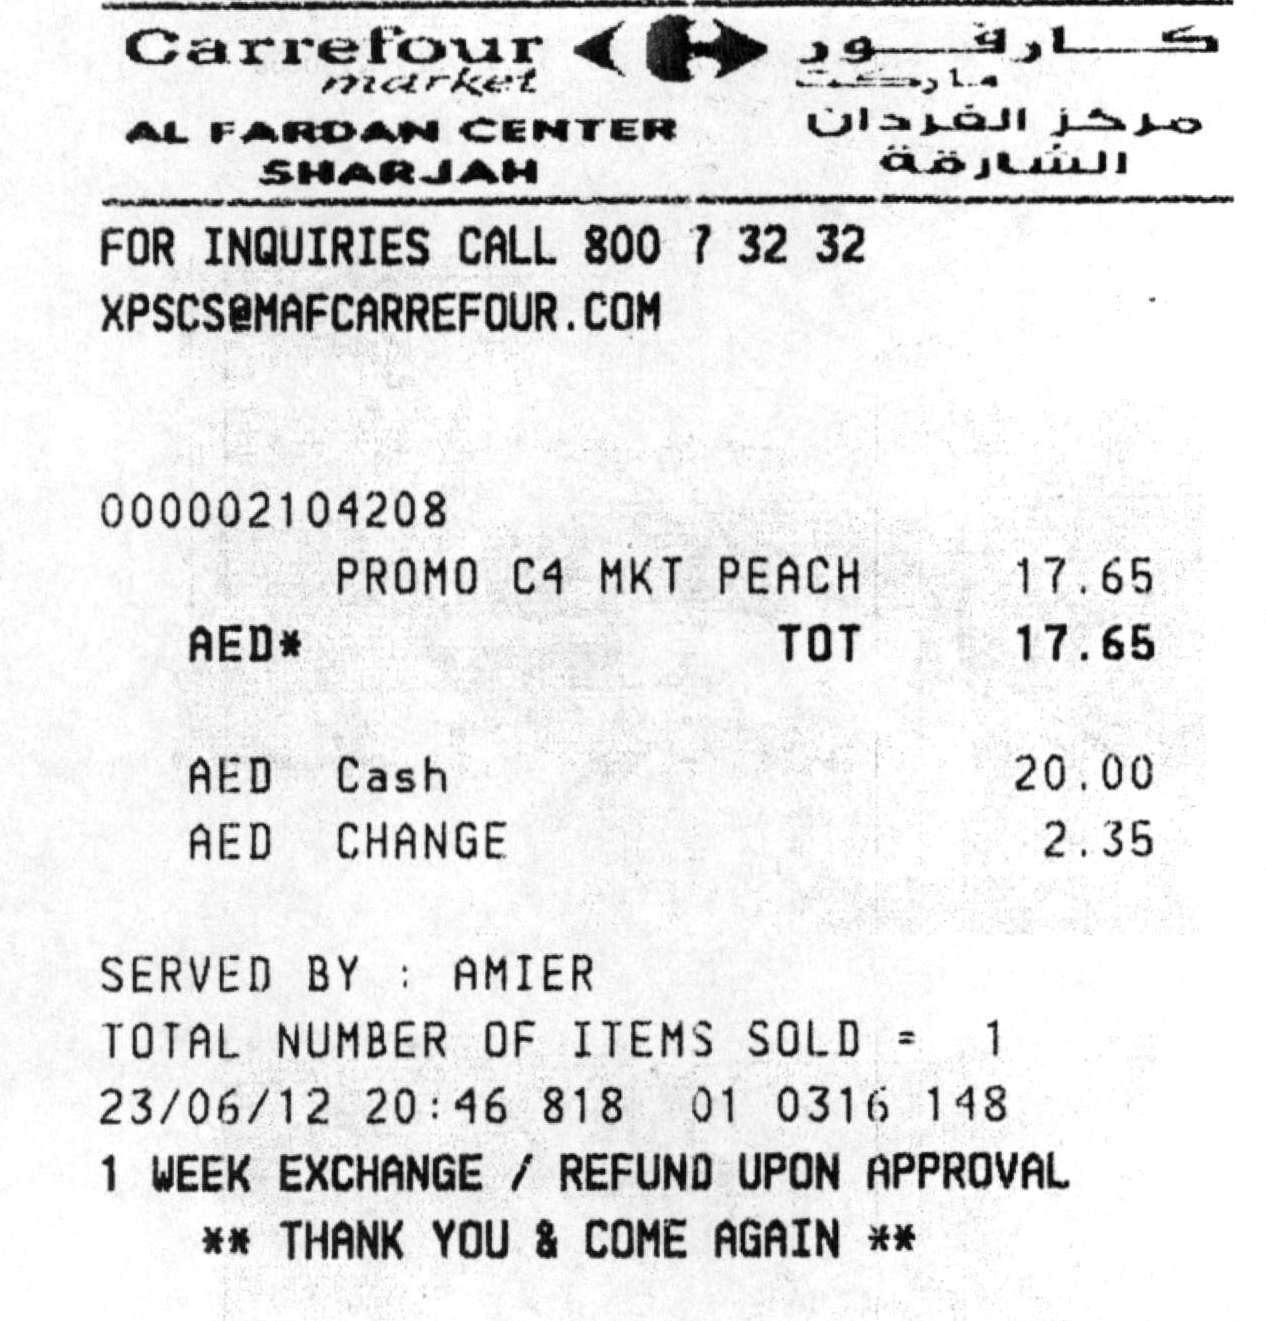 Carrefour كارفور
market ماركت
AL FARDAN CENTER مركز الفردان
SHARJAH الشارقة
FOR INQUIRIES CALL 800 7 32 32
XPSCS@MAFCARREFOUR.COM
000002104208
PROMO C4 MKT PEACH 17.65
AED* TOT 17.65
AED Cash 20.00
AED CHANGE 2.35
SERVED BY : AMIER
TOTAL NUMBER OF ITEMS SOLD = 1
23/06/12 20:46 818 01 0316 148
1 WEEK EXCHANGE / REFUND UPON APPROVAL
** THANK YOU & COME AGAIN **